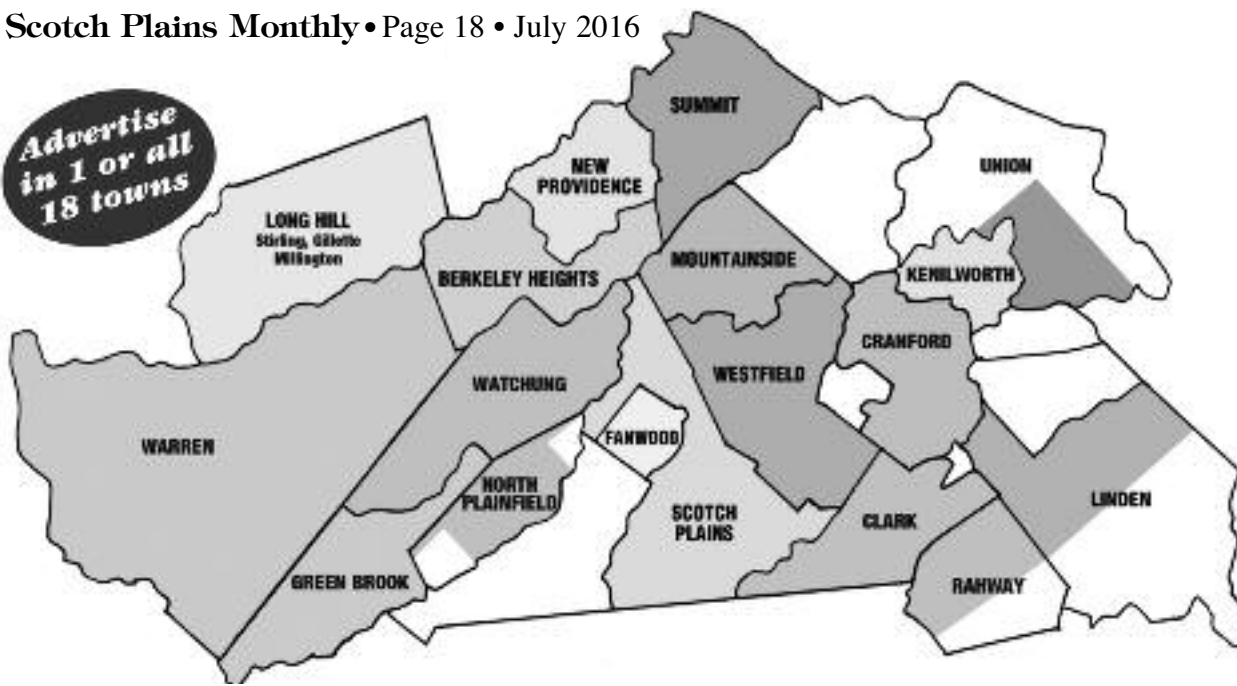 Scotch Plains Monthly • Page 18 • July 2016
Advertise
in 1 or all
18 towns
SUMMIT
NEW
PROVIDENCE
UNION
LONG HILL
Stirling, Gillette
Millington
BERKELEY HEIGHTS
MOUNTAINSIDE
KENILWORTH
CRANFORD
WATCHUNG
WESTFIELD
WARREN
FANWOOD
NORTH
PLAINFIELD
SCOTCH
PLAINS
CLARK
LINDEN
GREEN BROOK
RAHWAY